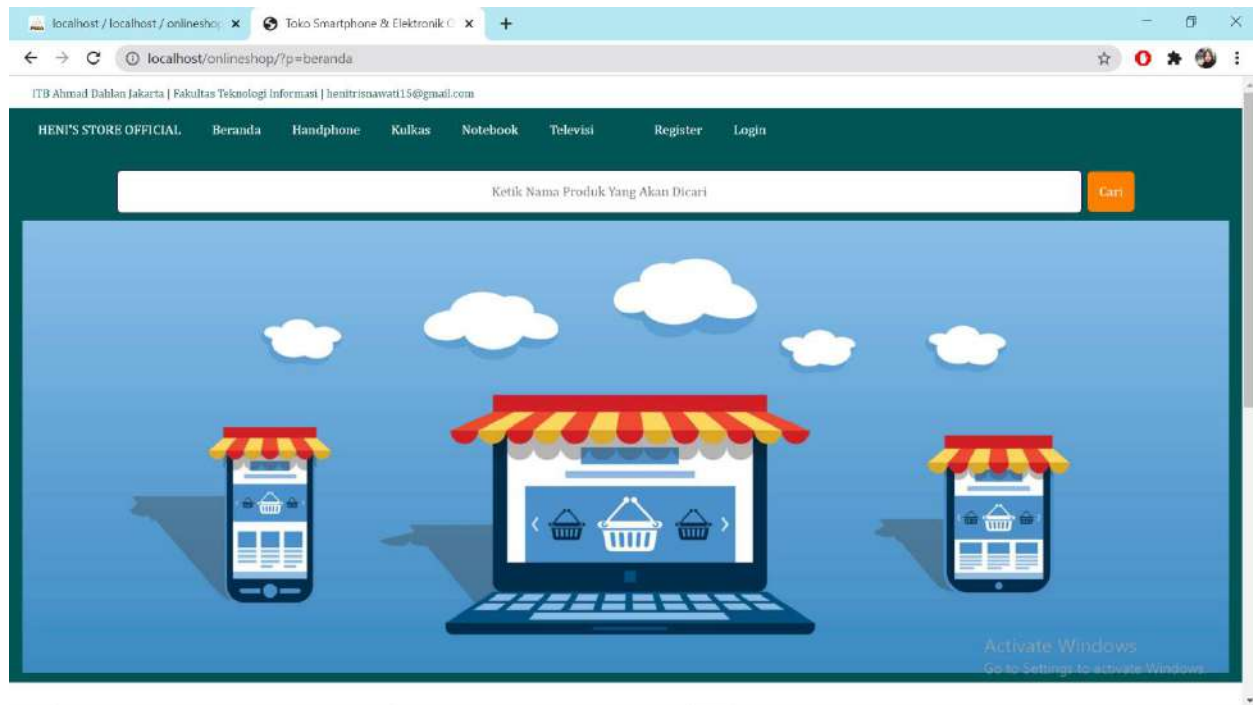 localhost / localhost / onlineshop
Toko Smartphone & Elektronik O
localhost/onlineshop/?p=beranda
ITB Ahmad Dahlan Jakarta | Fakultas Teknologi Informasi | henitrisnawati15@gmail.com
HENI'S STORE OFFICIAL Beranda Handphone Kulkas Notebook Televisi Register Login
Ketik Nama Produk Yang Akan Dicari Cari
Activate Windows
Go to Settings to activate Windows.